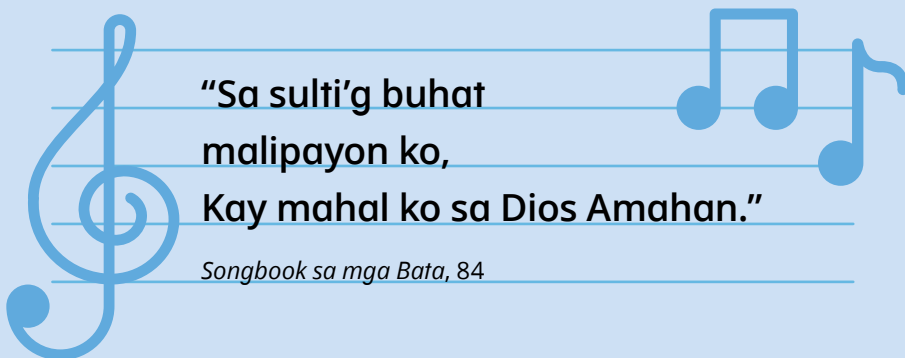 “Sa sulti’g buhat
malipayon ko,
Kay mahal ko sa Dios Amahan.”
Songbook sa mga Bata, 84